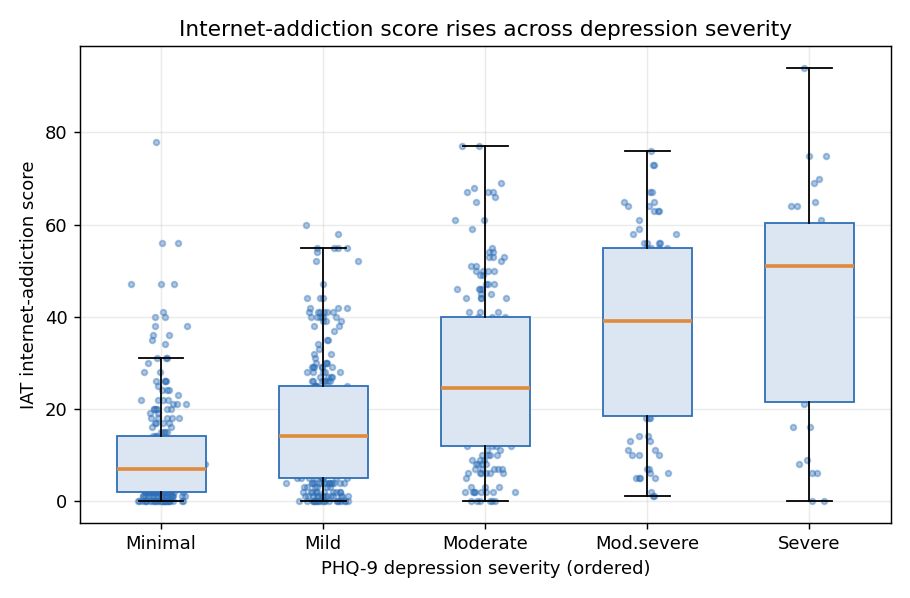 Internet-addiction score rises across depression severity
IAT internet-addiction score
80
60
40
20
0
Minimal
Mild
Moderate
Mod.severe
Severe
PHQ-9 depression severity (ordered)